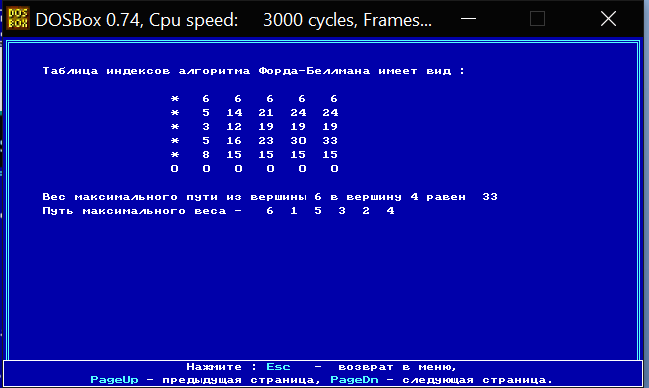 DOSBox 0.74, Cpu speed: 3000 cycles, Frames...
Таблица индексов алгоритма Форда-Беллмана имеет вид :
* 6 6 6 6 6
* 5 14 21 24 24
* 3 12 19 19 19
* 5 16 23 30 33
* 8 15 15 15 15
0 0 0 0 0 0
Вес максимального пути из вершины 6 в вершину 4 равен 33
Путь максимального веса - 6 1 5 3 2 4
Нажмите : Esc - возврат в меню,
PageUp - предыдущая страница, PageDn - следующая страница.